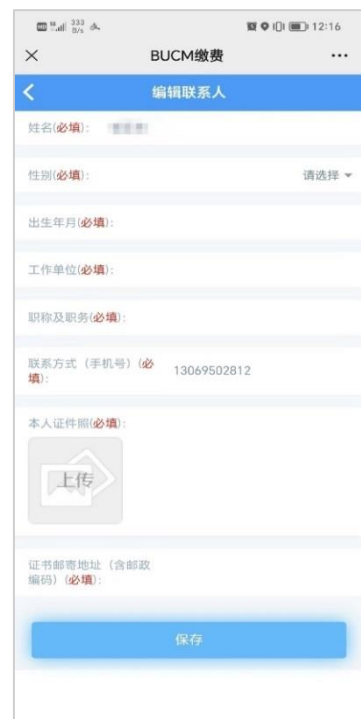 333
B/s
12:16
BUCM缴费
编辑联系人
姓名(必填):
性别(必填): 请选择
出生年月(必填):
工作单位(必填):
职称及职务(必填):
联系方式（手机号）(必
填): 13069502812
本人证件照(必填):
上传
证书邮寄地址（含邮政
编码）(必填):
保存